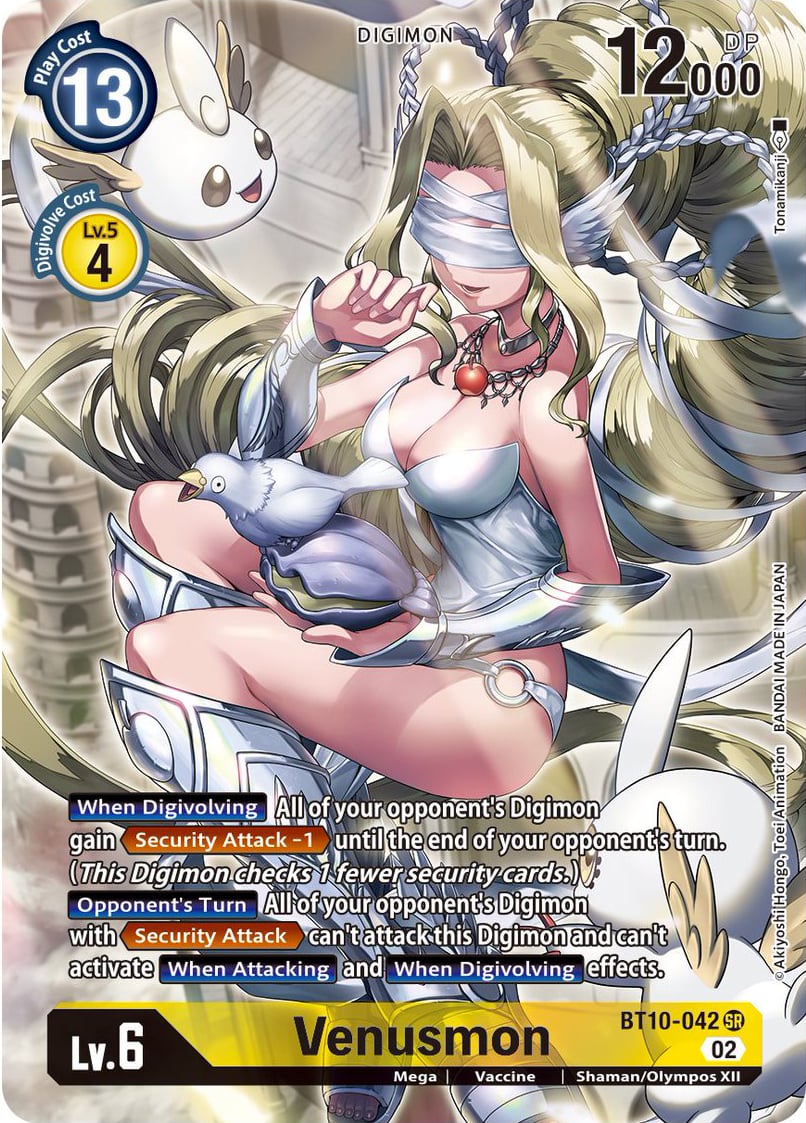 DIGIMON
Play Cost
13
12000
DP
Digivolve Cost
Lv.5
4
Tonamikanji
When Digivolving All of your opponent's Digimon
gain Security Attack -1 until the end of your opponent's turn.
(This Digimon checks 1 fewer security cards.)
Opponent's Turn All of your opponent's Digimon
with Security Attack can't attack this Digimon and can't
activate When Attacking and When Digivolving effects.
©Akiyoshi Hongo, Toei Animation BANDAI MADE IN JAPAN
Lv.6
Venusmon
BT10-042 SR
02
Mega | Vaccine | Shaman/Olympos XII